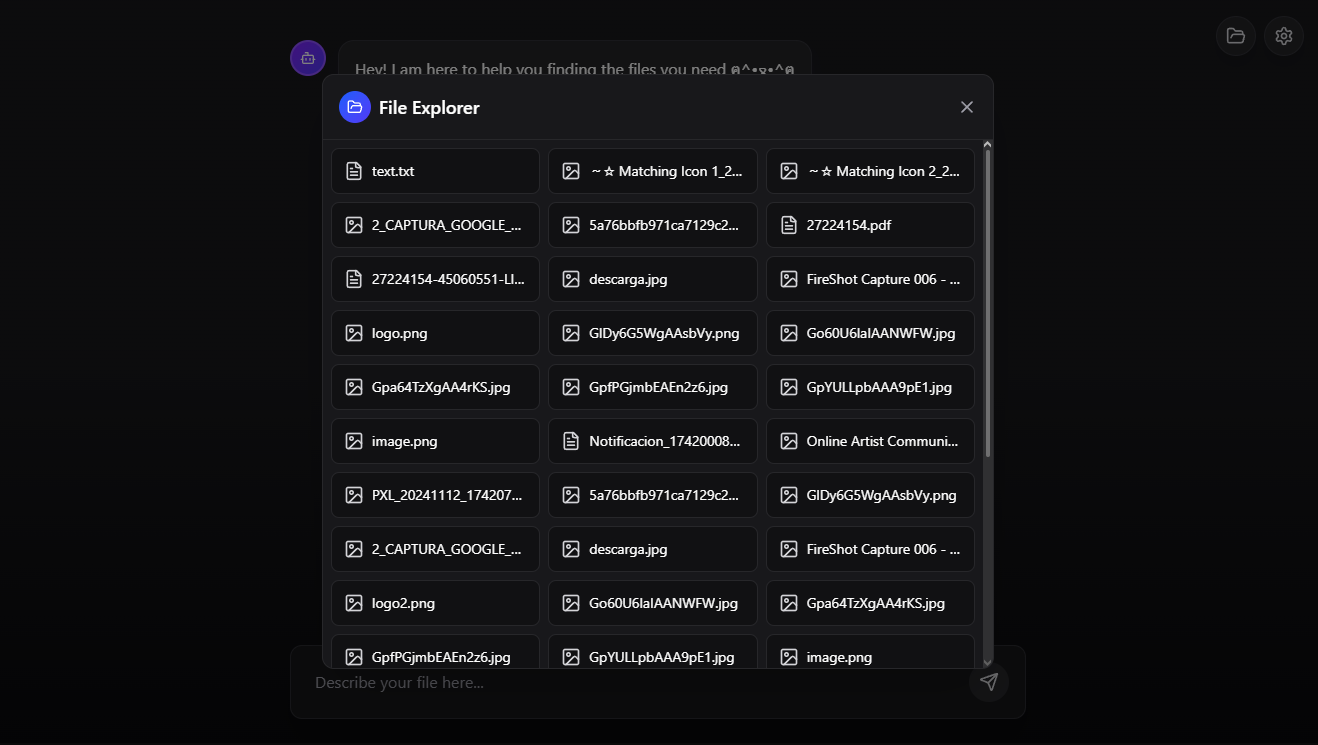 Hey! I am here to help you finding the files you need ฅ^•ﻌ•^ฅ
File Explorer
text.txt
~☆ Matching Icon 1_2...
~☆ Matching Icon 2_2...
2_CAPTURA_GOOGLE_...
5a76bbfb971ca7129c2...
27224154.pdf
27224154-45060551-LI...
descarga.jpg
FireShot Capture 006 - ...
logo.png
GlDy6G5WgAAsbVy.png
Go60U6IaIAANWFW.jpg
Gpa64TzXgAA4rKS.jpg
GpfPGjmbEAEn2z6.jpg
GpYULLpbAAA9pE1.jpg
image.png
Notificacion_17420008...
Online Artist Communi...
PXL_20241112_174207...
5a76bbfb971ca7129c2...
GlDy6G5WgAAsbVy.png
2_CAPTURA_GOOGLE_...
descarga.jpg
FireShot Capture 006 - ...
logo2.png
Go60U6IaIAANWFW.jpg
Gpa64TzXgAA4rKS.jpg
GpfPGjmbEAEn2z6.jpg
GpYULLpbAAA9pE1.jpg
image.png
Describe your file here...